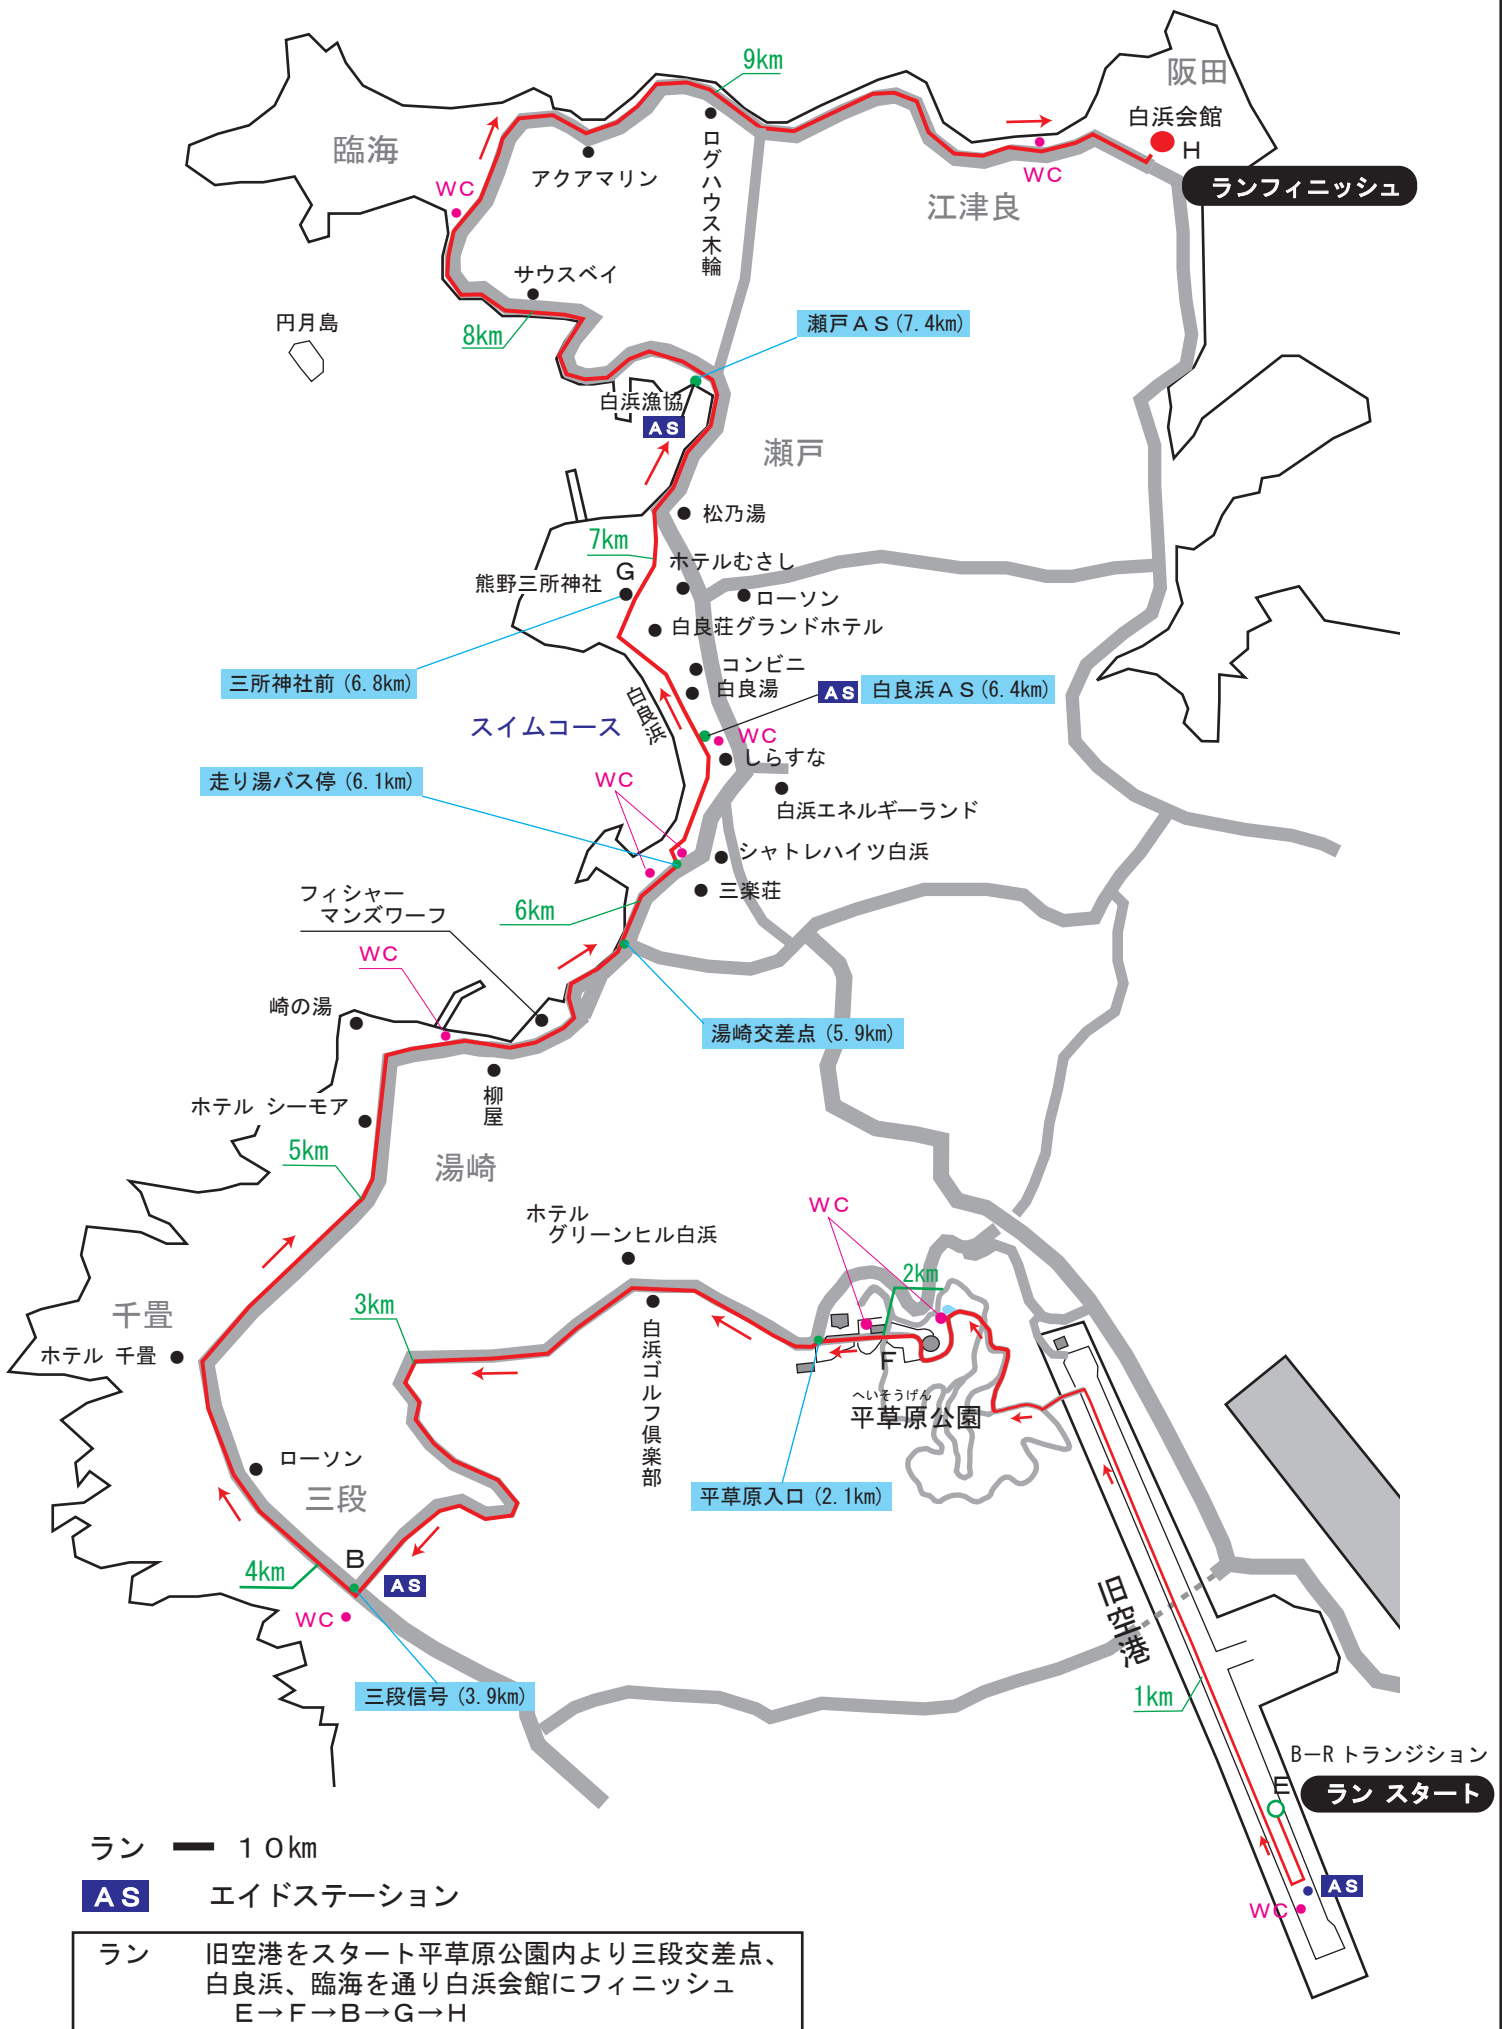 9km
阪田
白浜会館
H
ランフィニッシュ
臨海
アクアマリン
ログハウス木輪
WC
WC
江津良
サウスベイ
円月島
8km
瀬戸AS(7.4km)
白浜漁協
AS
瀬戸
松乃湯
7km
ホテルむさし
G
熊野三所神社
ローソン
白良荘グランドホテル
コンビニ
三所神社前(6.8km)
白良湯
AS
白良浜AS(6.4km)
白良浜
スイムコース
WC
しらすな
走り湯バス停(6.1km)
WC
白浜エネルギーランド
シャトレハイツ白浜
三楽荘
フィシャー
マンズワーフ
6km
WC
崎の湯
湯崎交差点(5.9km)
柳屋
ホテル シーモア
5km
湯崎
ホテル
グリーンヒル白浜
WC
2km
千畳
3km
ホテル 千畳
白浜ゴルフ倶楽部
F
へいそうげん
平草原公園
ローソン
三段
平草原入口(2.1km)
B
4km
AS
WC
旧空港
三段信号(3.9km)
1km
B−R トランジション
E
ラン スタート
AS
WC
ラン 10km
AS エイドステーション
ラン 旧空港をスタート平草原公園内より三段交差点、
白良浜、臨海を通り白浜会館にフィニッシュ
E→F→B→G→H